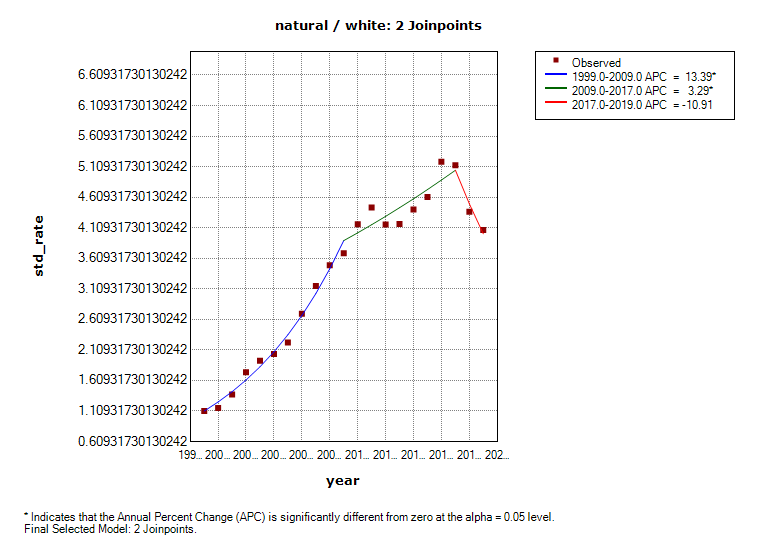 natural / white: 2 Joinpoints
Observed
1999.0-2009.0 APC = 13.39*
2009.0-2017.0 APC = 3.29*
2017.0-2019.0 APC = -10.91
6.60931730130242
6.10931730130242
5.60931730130242
5.10931730130242
4.60931730130242
4.10931730130242
3.60931730130242
3.10931730130242
2.60931730130242
2.10931730130242
1.60931730130242
1.10931730130242
0.60931730130242
std_rate
199... 200... 200... 200... 200... 200... 201... 201... 201... 201... 201... 202...
year
* Indicates that the Annual Percent Change (APC) is significantly different from zero at the alpha = 0.05 level.
Final Selected Model: 2 Joinpoints.